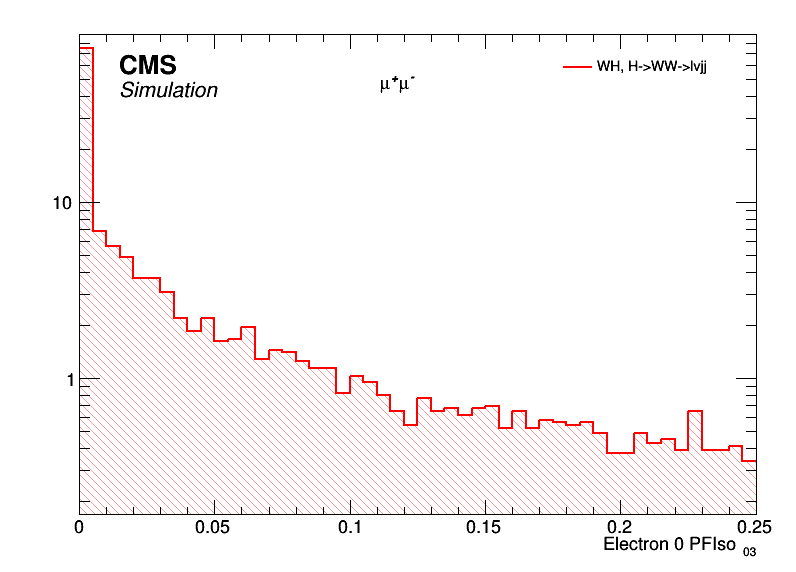 CMS
Simulation
μ⁺μ⁻
WH, H->WW->lvjj
10
1
0 0.05 0.1 0.15 0.2 0.25
Electron 0 PFIso 03